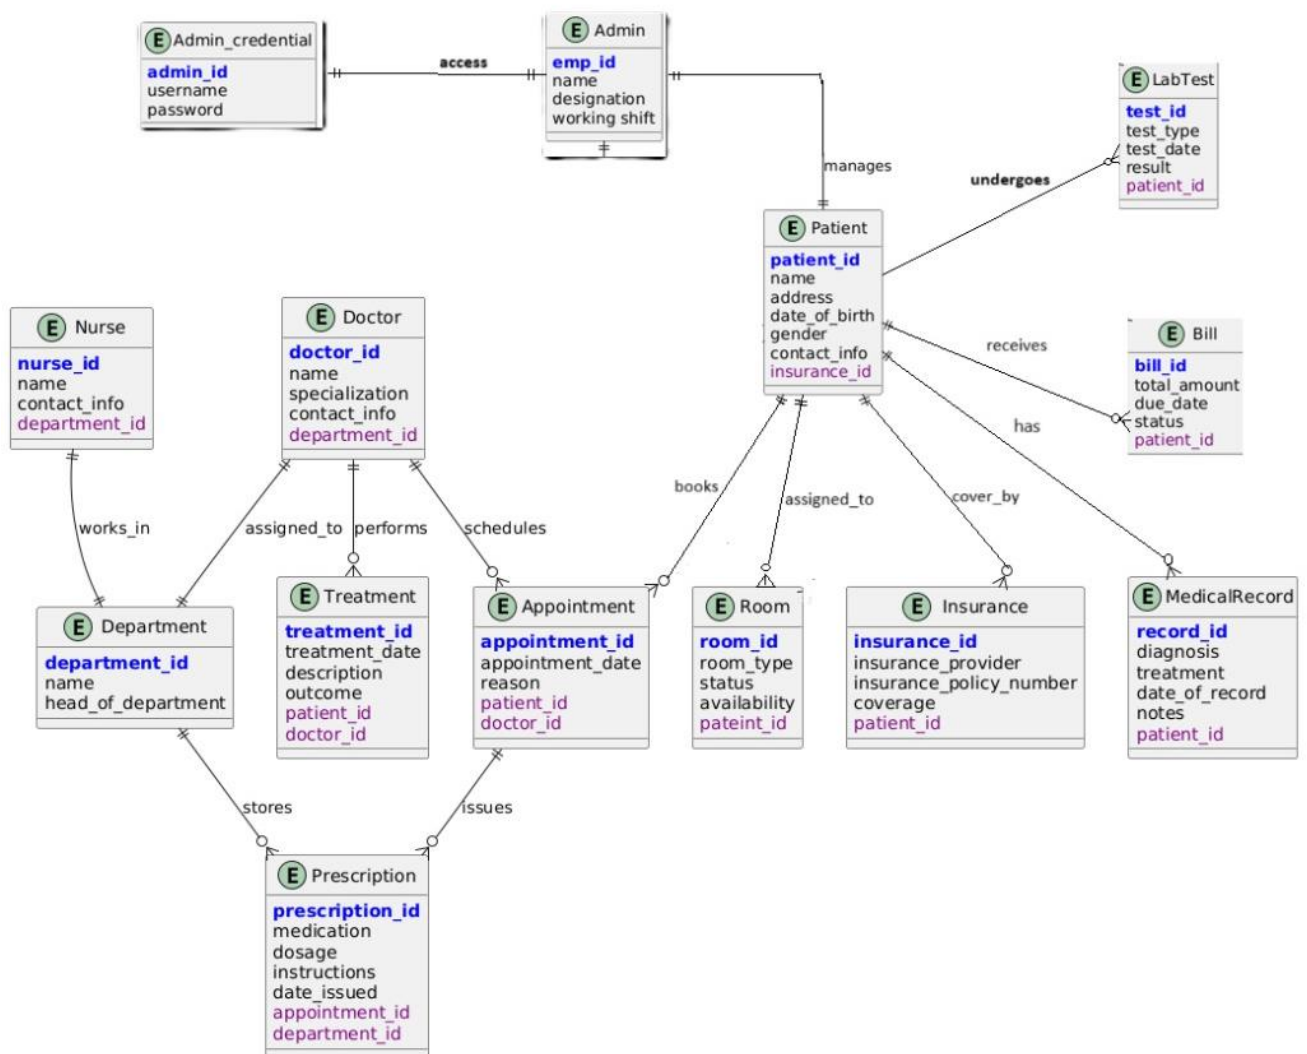 E Admin_credential
admin_id
username
password
access
E Admin
emp_id
name
designation
working shift
manages
E LabTest
test_id
test_type
test_date
result
patient_id
undergoes
E Patient
patient_id
name
address
date_of_birth
gender
contact_info
insurance_id
E Nurse
nurse_id
name
contact_info
department_id
E Doctor
doctor_id
name
specialization
contact_info
department_id
receives
E Bill
bill_id
total_amount
due_date
status
patient_id
has
works_in
assigned_to
performs
schedules
books
assigned_to
cover_by
E Department
department_id
name
head_of_department
E Treatment
treatment_id
treatment_date
description
outcome
patient_id
doctor_id
E Appointment
appointment_id
appointment_date
reason
patient_id
doctor_id
E Room
room_id
room_type
status
availability
pateint_id
E Insurance
insurance_id
insurance_provider
insurance_policy_number
coverage
patient_id
E MedicalRecord
record_id
diagnosis
treatment
date_of_record
notes
patient_id
stores
issues
E Prescription
prescription_id
medication
dosage
instructions
date_issued
appointment_id
department_id